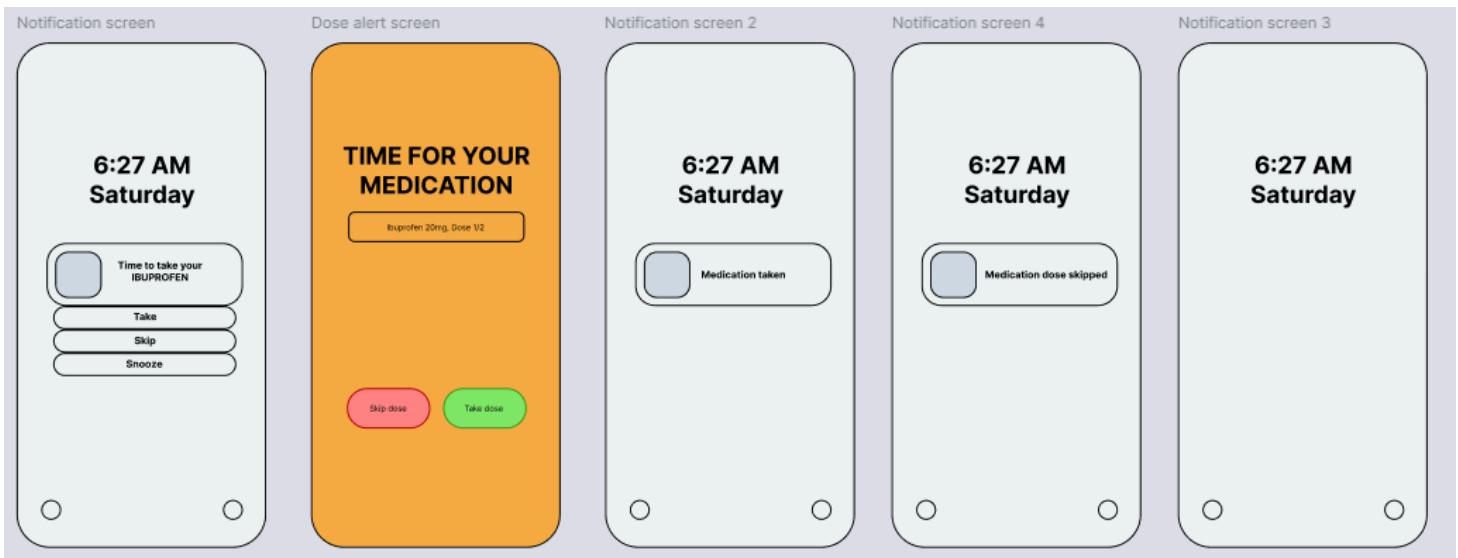 Notification screen
6:27 AM
Saturday
Time to take your
IBUPROFEN
Take
Skip
Snooze
Dose alert screen
TIME FOR YOUR
MEDICATION
Ibuprofen 20mg, Dose 1/2
Skip dose
Take dose
Notification screen 2
6:27 AM
Saturday
Medication taken
Notification screen 4
6:27 AM
Saturday
Medication dose skipped
Notification screen 3
6:27 AM
Saturday